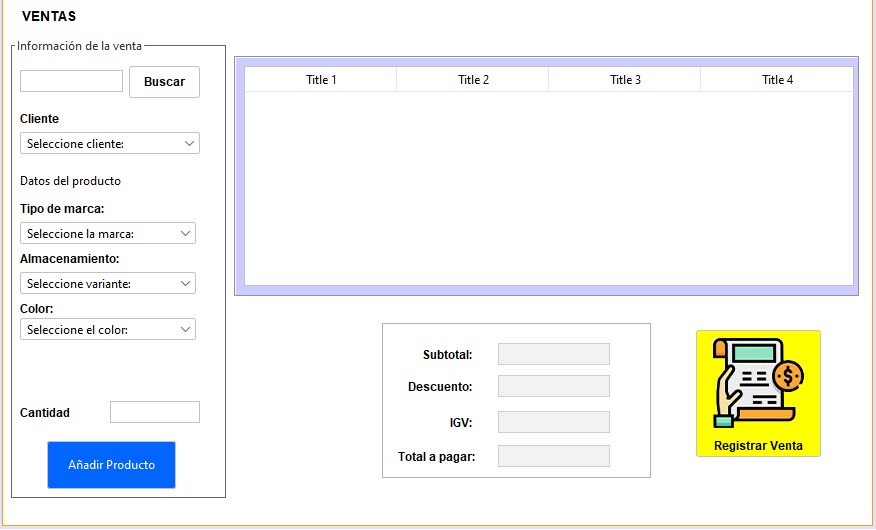 VENTAS
Información de la venta
Buscar
Cliente
Seleccione cliente:
Datos del producto
Tipo de marca:
Seleccione la marca:
Almacenamiento:
Seleccione variante:
Color:
Seleccione el color:
Cantidad
Añadir Producto
Title 1 Title 2 Title 3 Title 4
Subtotal:
Descuento:
IGV:
Total a pagar:
$
Registrar Venta